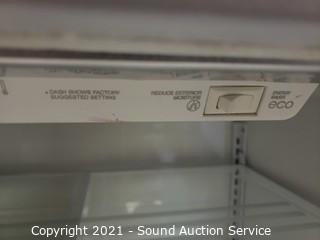 • DASH SHOWS FACTORY
SUGGESTED SETTING
REDUCE EXTERIOR
MOISTURE
ENERGY
SAVER
eco
Copyright 2021 - Sound Auction Service